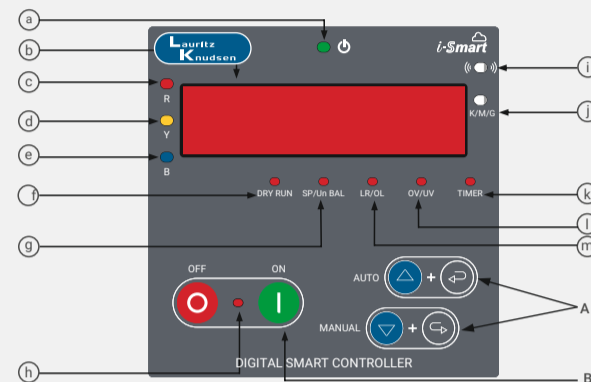 a
b
Lauritz
Knudsen
i-Smart
i
c
R
j
K/M/G
d
Y
e
B
f
DRY RUN SP/Un BAL LR/OL OV/UV TIMER
k
l
g
m
OFF ON
AUTO +
A
MANUAL +
h
DIGITAL SMART CONTROLLER
B